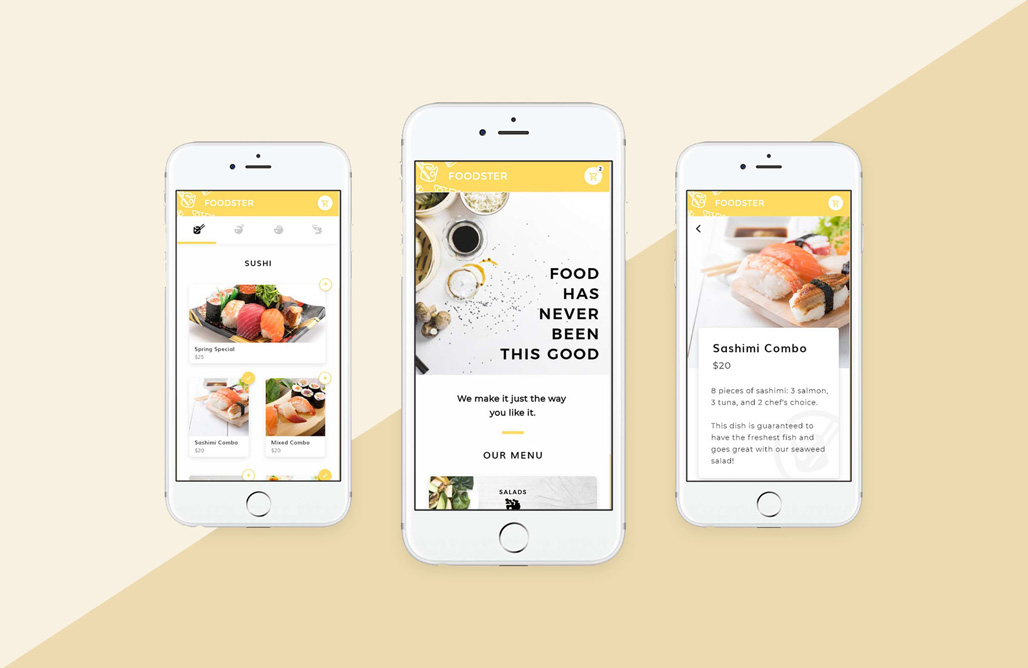 FOODSTER
SUSHI
Spring Special
$20
Sashimi Combo
$20
Mixed Combo
$20
FOODSTER
2
FOOD
HAS
NEVER
BEEN
THIS GOOD
We make it just the way
you like it.
OUR MENU
SALADS
FOODSTER
Sashimi Combo
$20
8 pieces of sashimi: 3 salmon,
3 tuna, and 2 chef's choice.
This dish is guaranteed to
have the freshest fish and
goes great with our seaweed
salad!